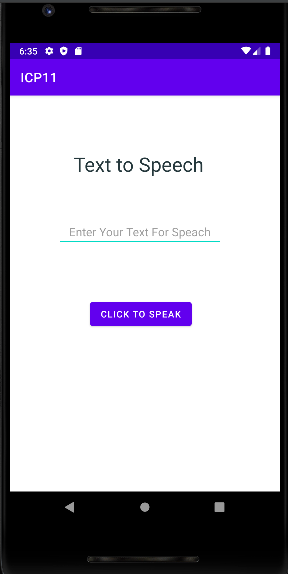 6:35
ICP11
Text to Speech
Enter Your Text For Speach
CLICK TO SPEAK